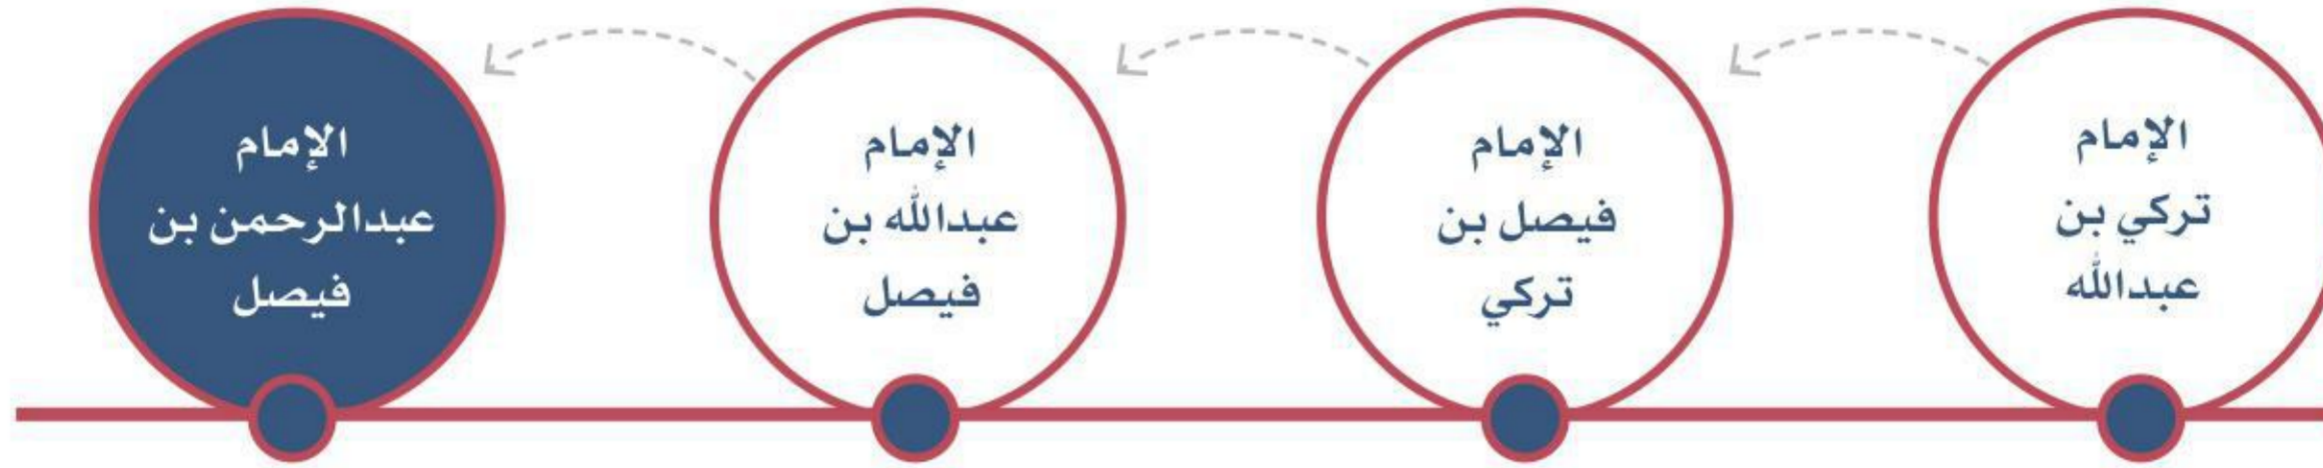 الإمام
تركي بن
عبدالله
الإمام
فيصل بن
تركي
الإمام
عبدالله بن
فيصل
الإمام
عبدالرحمن بن
فيصل